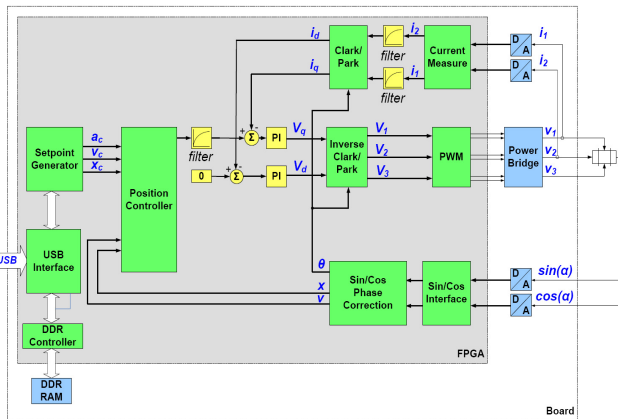 i_d
i_q
Clark/
Park
i_2
filter
i_1
filter
Current
Measure
D
A
i_1
D
A
i_2
Setpoint
Generator
a_c
v_c
x_c
Position
Controller
filter
0
+
-
Σ
+
-
Σ
PI
PI
V_q
V_d
Inverse
Clark/
Park
V_1
V_2
V_3
PWM
Power
Bridge
v_1
v_2
v_3
USB
USB
Interface
DDR
Controller
DDR
RAM
θ
x
v
Sin/Cos
Phase
Correction
Sin/Cos
Interface
D
A
sin(α)
D
A
cos(α)
FPGA
Board